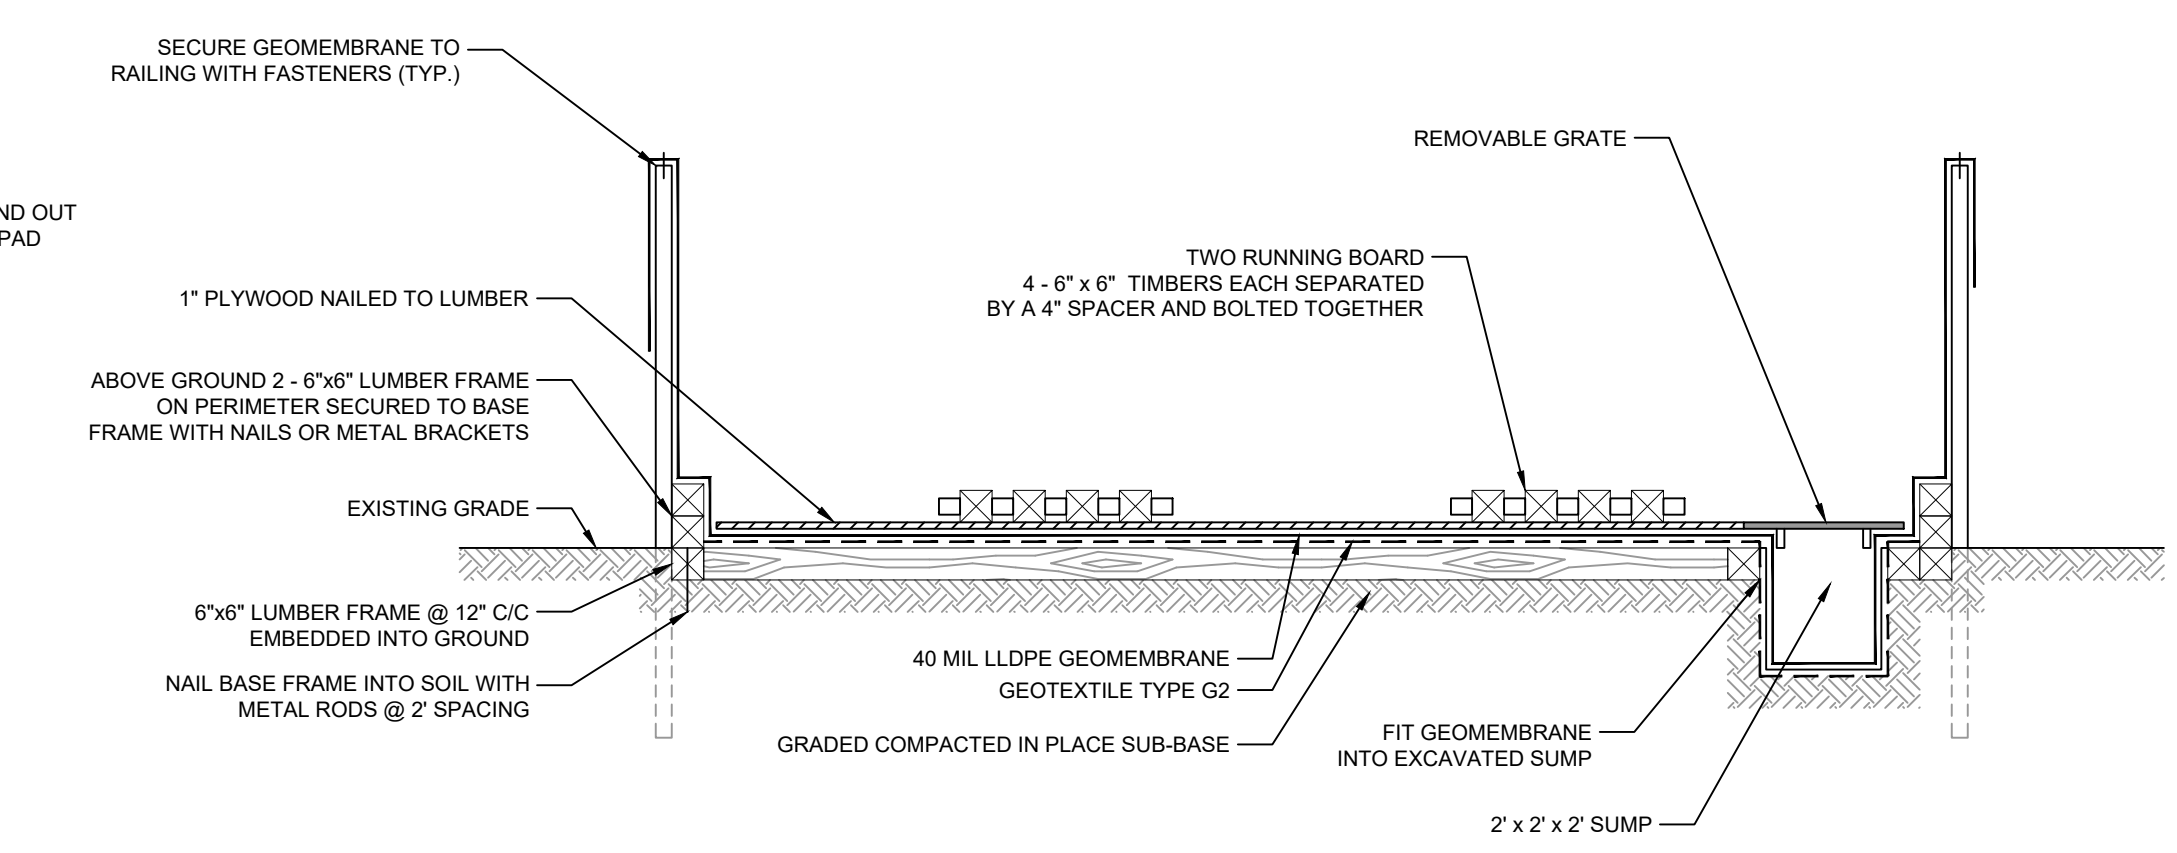 SECURE GEOMEMBRANE TO
RAILING WITH FASTENERS (TYP.)
REMOVABLE GRATE
OUT
PAD
TWO RUNNING BOARD
4 - 6" x 6" TIMBERS EACH SEPARATED
BY A 4" SPACER AND BOLTED TOGETHER
1" PLYWOOD NAILED TO LUMBER
ABOVE GROUND 2 - 6"x6" LUMBER FRAME
ON PERIMETER SECURED TO BASE
FRAME WITH NAILS OR METAL BRACKETS
EXISTING GRADE
6"x6" LUMBER FRAME @ 12" C/C
EMBEDDED INTO GROUND
NAIL BASE FRAME INTO SOIL WITH
METAL RODS @ 2' SPACING
40 MIL LLDPE GEOMEMBRANE
GEOTEXTILE TYPE G2
GRADED COMPACTED IN PLACE SUB-BASE
FIT GEOMEMBRANE
INTO EXCAVATED SUMP
2' x 2' x 2' SUMP